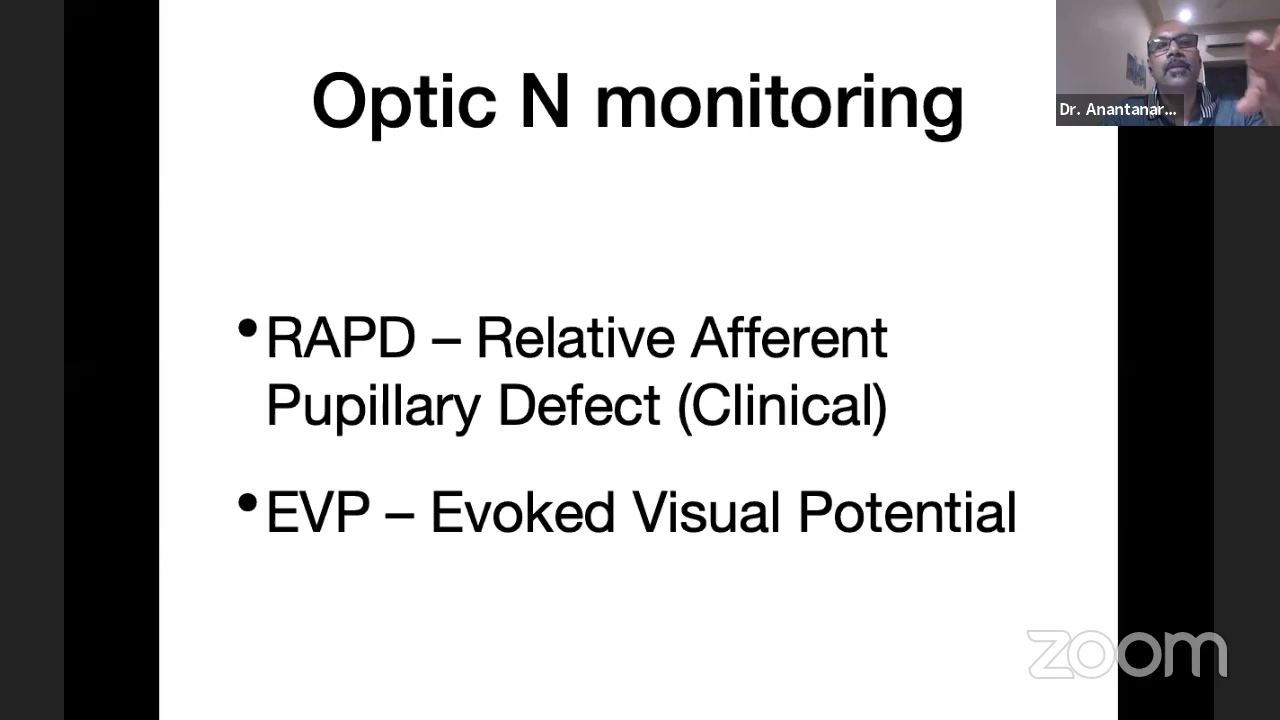 Optic N monitoring
Dr. Anantanar...
•RAPD – Relative Afferent
Pupillary Defect (Clinical)
•EVP – Evoked Visual Potential
zoom